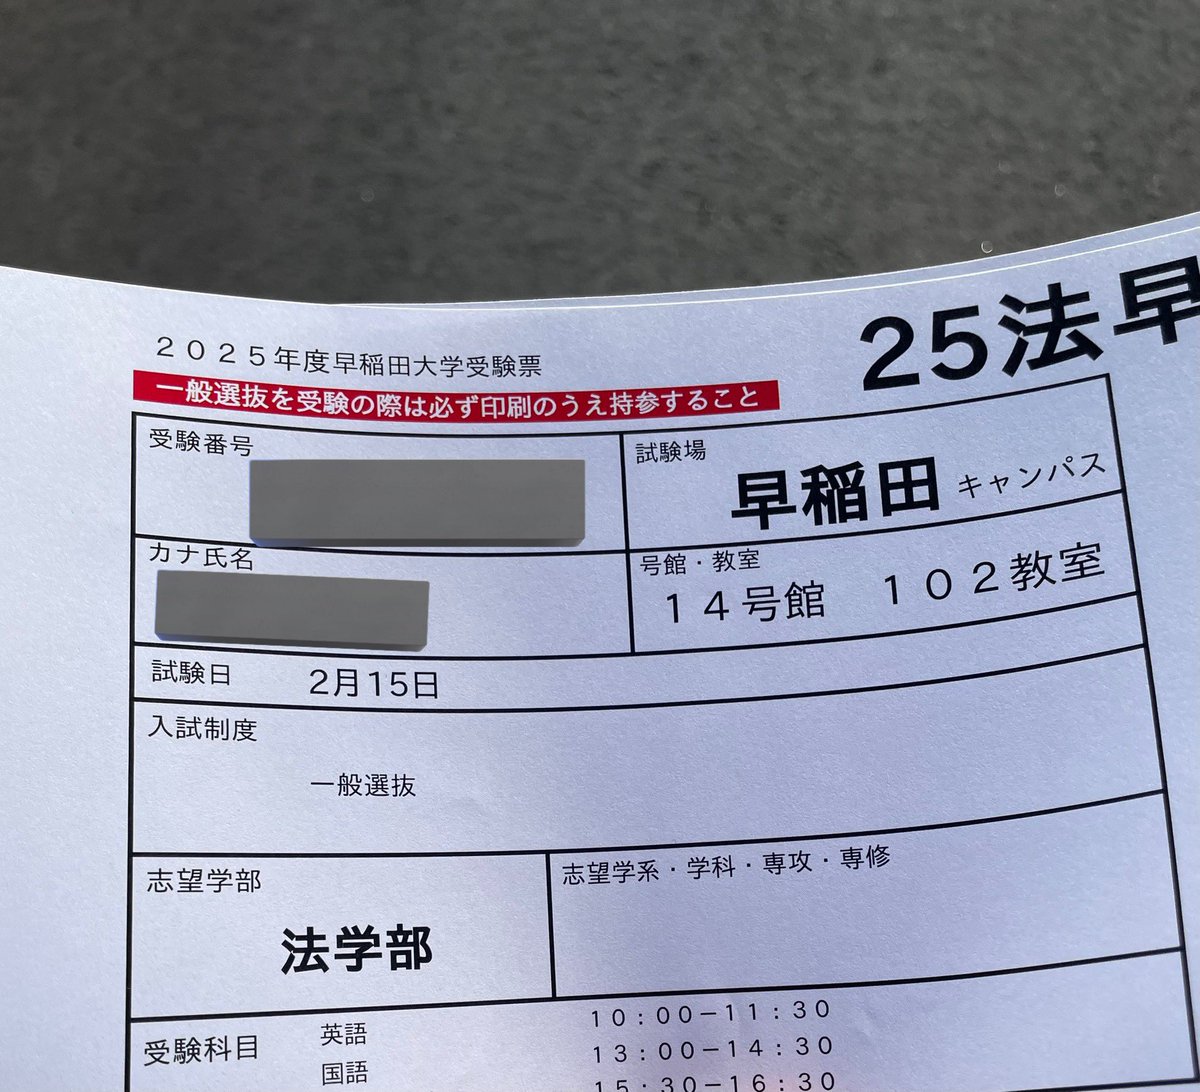 25法早
２０２５年度早稲田大学受験票
一般選抜を受験の際は必ず印刷のうえ持参すること
受験番号
試験場
早稲田 キャンパス
カナ氏名
号館・教室
１４号館　１０２教室
試験日 2月15日
入試制度
一般選抜
志望学部
志望学系・学科・専攻・専修
法学部
受験科目
英語 １０：００－１１：３０
国語 １３：００－１４：３０
１５：３０－１６：３０